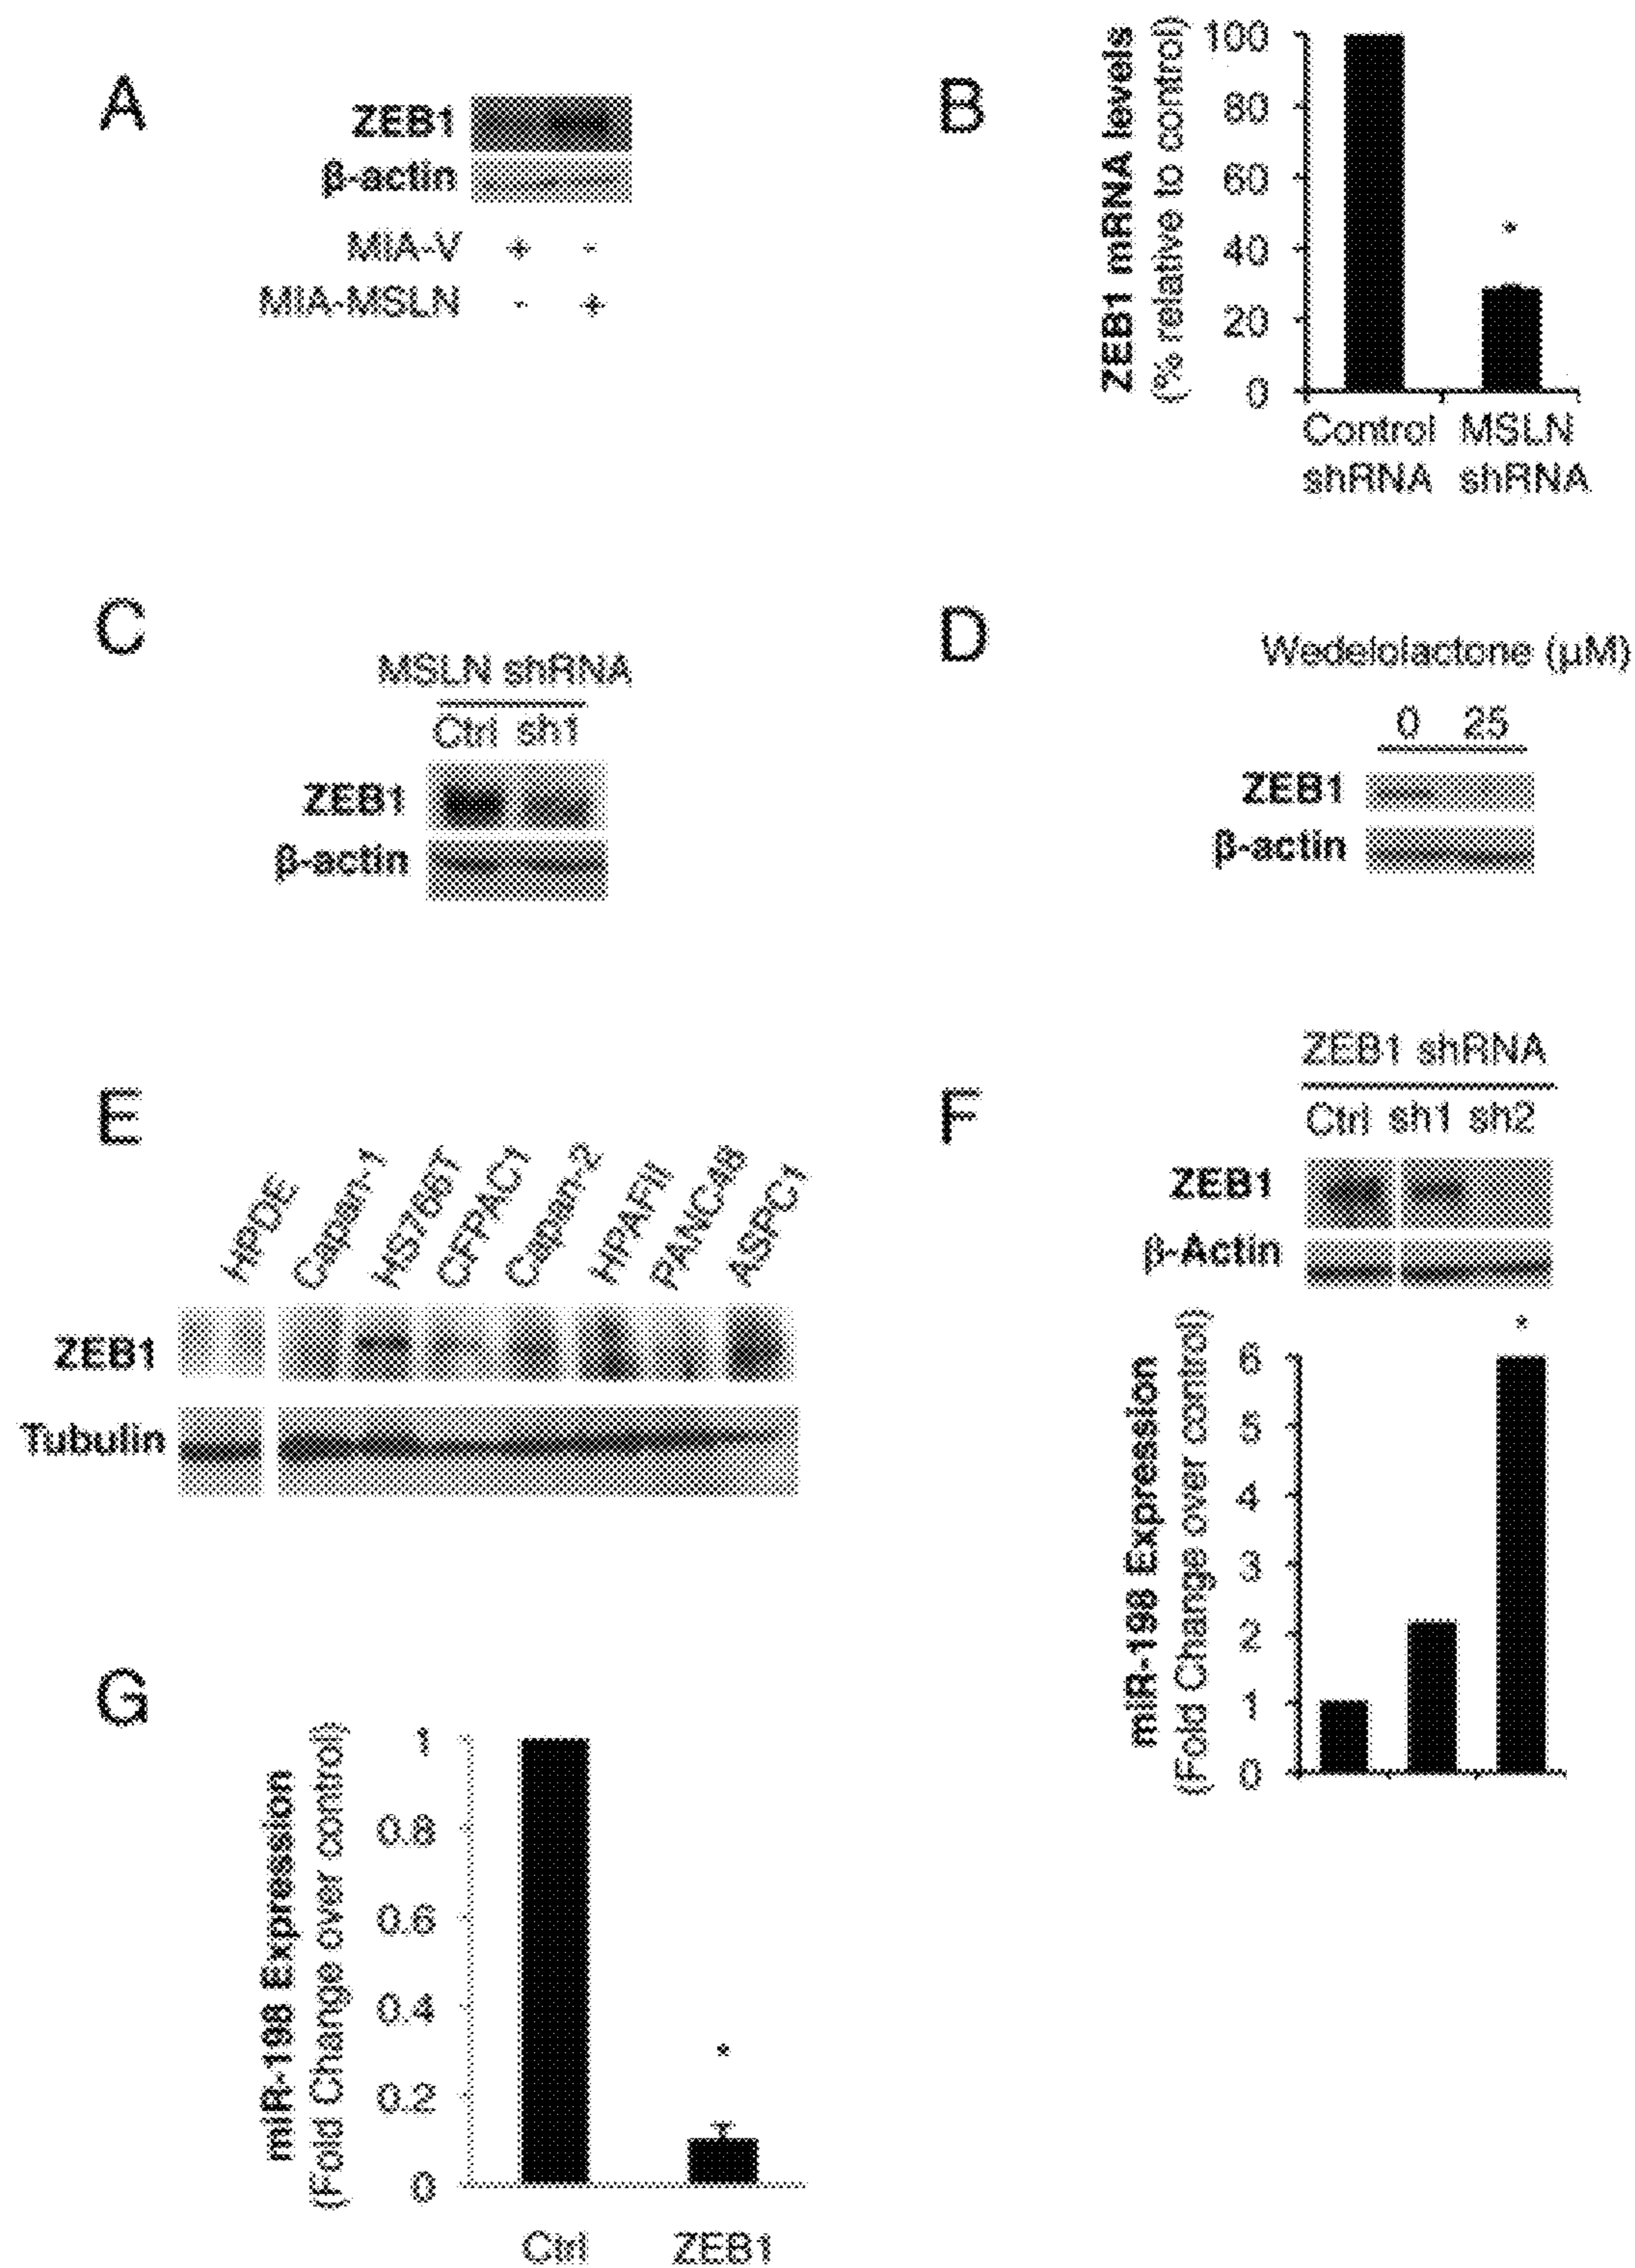 A
ZEB1
β-actin
MIA-V + -
MIA-MSLN - +
B
ZEB1 mRNA levels
(% relative to control)
100
80
60
40
20
0
*
Control shRNA
MSLN shRNA
C
MSLN shRNA
Ctrl sh1
ZEB1
β-actin
D
Wedelolactone (μM)
0 25
ZEB1
β-actin
E
HPDE
Capan-1
HS766T
CFPAC1
Capan-2
HPAFII
PANC48
ASPC1
ZEB1
Tubulin
F
ZEB1 shRNA
Ctrl sh1 sh2
ZEB1
β-Actin
miR-198 Expression
(Fold Change over control)
6
5
4
3
2
1
0
*
G
miR-198 Expression
(Fold Change over control)
1
0.8
0.6
0.4
0.2
0
*
Ctrl ZEB1